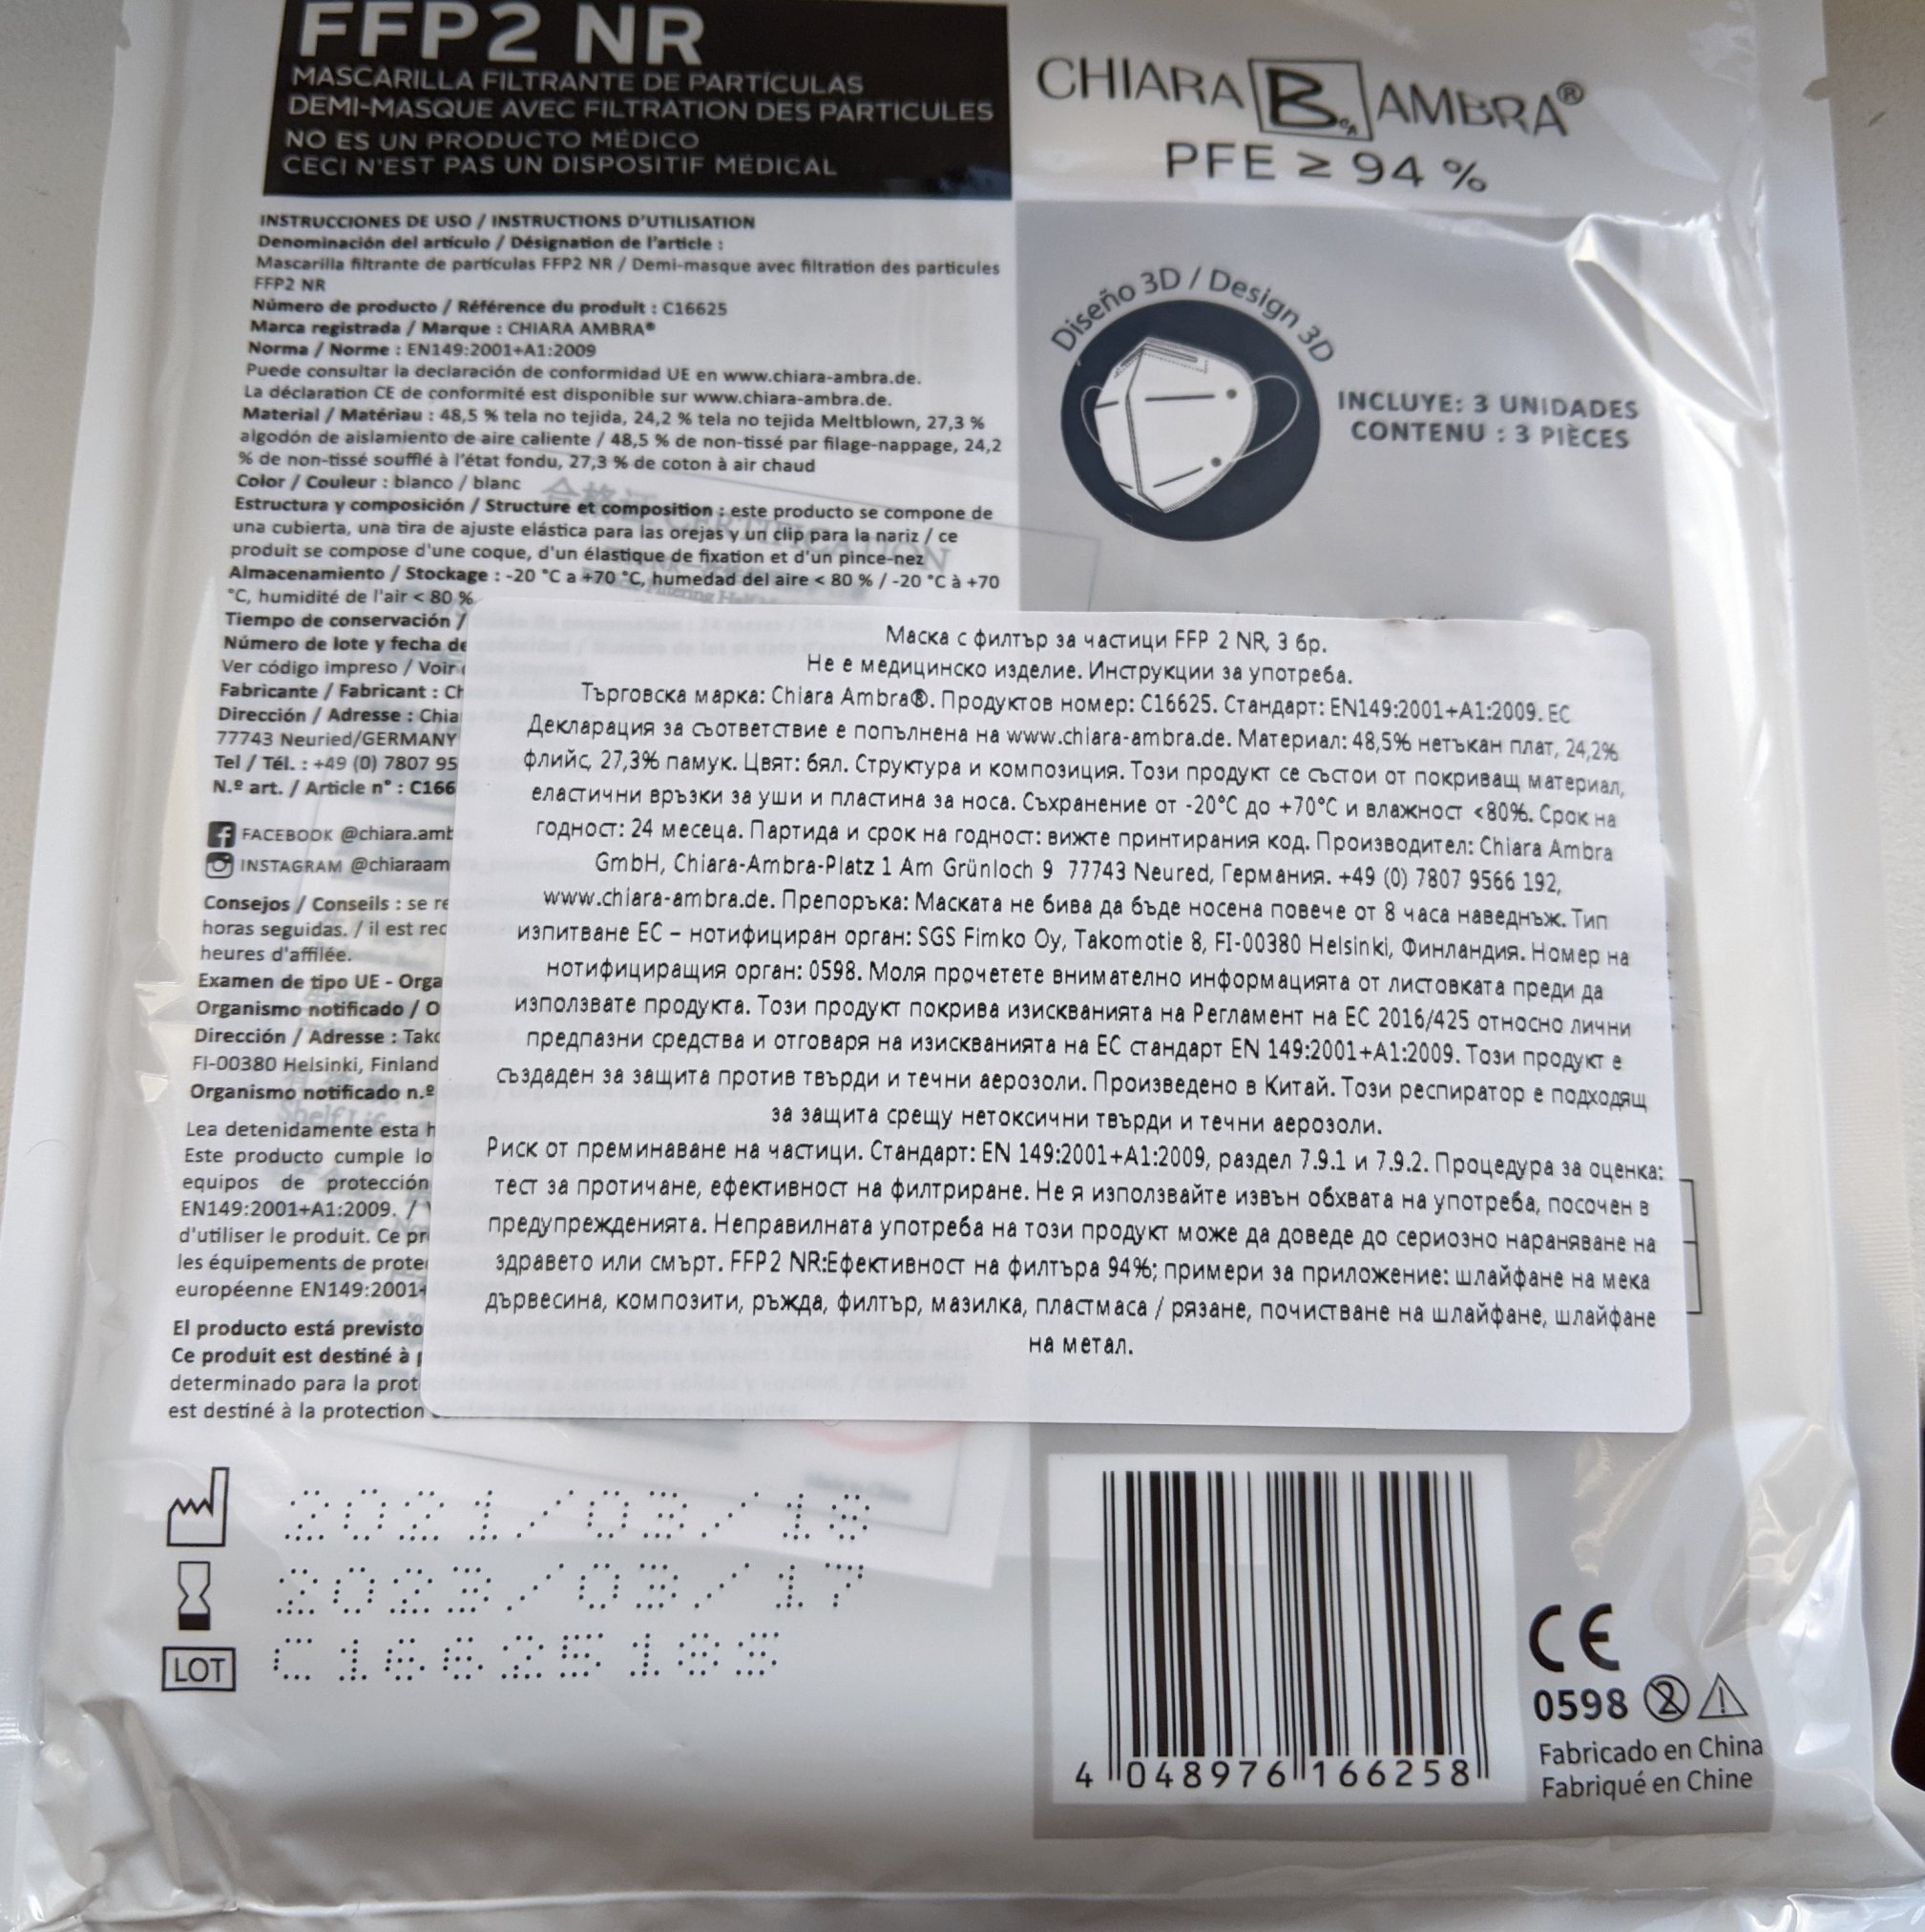 FFP2 NR
MASCARILLA FILTRANTE DE PARTÍCULAS
DEMI-MASQUE AVEC FILTRATION DES PARTICULES
NO ES UN PRODUCTO MÉDICO
CECI N'EST PAS UN DISPOSITIF MÉDICAL
INSTRUCCIONES DE USO / INSTRUCTIONS D'UTILISATION
Denominación del artículo / Désignation de l'article :
Mascarilla filtrante de partículas FFP2 NR / Demi-masque avec filtration des particules
FFP2 NR
Número de producto / Référence du produit : C16625
Marca registrada / Marque : CHIARA AMBRA®
Norma / Norme : EN149:2001+A1:2009
Puede consultar la declaración de conformidad UE en www.chiara-ambra.de.
La déclaration CE de conformité est disponible sur www.chiara-ambra.de.
Material / Matériau : 48,5 % tela no tejida, 24,2 % tela no tejida Meltblown, 27,3 %
algodón de aislamiento de aire caliente / 48,5 % de non-tissé par filage-nappage, 24,2
% de non-tissé soufflé à l'état fondu, 27,3 % de coton à air chaud
Color / Couleur : blanco / blanc
Estructura y composición / Structure et composition : este producto se compone de
una cubierta, una tira de ajuste elástica para las orejas y un clip para la nariz / ce
produit se compose d'une coque, d'un élastique de fixation et d'un pince-nez
Almacenamiento / Stockage : -20 °C a +70 °C, humedad del aire < 80 % / -20 °C à +70
°C, humidité de l'air < 80 %
Tiempo de conservación /
Número de lote y fecha de
Ver código impreso / Voir
Fabricante / Fabricant : Ch
Dirección / Adresse : Chia
77743 Neuried/GERMANY
Tel / Tél. : +49 (0) 7807 95
N.º art. / Article n° : C166
FACEBOOK @chiara.amb
INSTAGRAM @chiaraam
Consejos / Conseils : se re
horas seguidas. / il est rec
heures d'affilée.
Examen de tipo UE - Orga
Organismo notificado / O
Dirección / Adresse : Tako
FI-00380 Helsinki, Finland
Organismo notificado n.º
Lea detenidamente esta h
Este producto cumple lo
equipos de protección
EN149:2001+A1:2009. /
d'utiliser le produit. Ce pr
les équipements de prote
européenne EN149:2001+
El producto está previsto
Ce produit est destiné à p
determinado para la prot
est destiné à la protection
2021/03/18
2023/03/17
LOT C16625185
CHIARA B.CA AMBRA®
PFE ≥ 94 %
Diseño 3D / Design 3D
INCLUYE: 3 UNIDADES
CONTENU : 3 PIÈCES
合格证 CERTIFICATION
Shelf Life
Маска с филтър за частици FFP 2 NR, 3 бр.
Не е медицинско изделие. Инструкции за употреба.
Търговска марка: Chiara Ambra®. Продуктов номер: C16625. Стандарт: EN149:2001+A1:2009. ЕС
Декларация за съответствие е попълнена на www.chiara-ambra.de. Материал: 48,5% нетъкан плат, 24,2%
флийс, 27,3% памук. Цвят: бял. Структура и композиция. Този продукт се състои от покриващ материал,
еластични връзки за уши и пластина за носа. Съхранение от -20°C до +70°C и влажност <80%. Срок на
годност: 24 месеца. Партида и срок на годност: вижте принтирания код. Производител: Chiara Ambra
GmbH, Chiara-Ambra-Platz 1 Am Grünloch 9 77743 Neured, Германия. +49 (0) 7807 9566 192,
www.chiara-ambra.de. Препоръка: Маската не бива да бъде носена повече от 8 часа наведнъж. Тип
изпитване ЕС – нотифициран орган: SGS Fimko Oy, Takomotie 8, FI-00380 Helsinki, Финландия. Номер на
нотифициращия орган: 0598. Моля прочетете внимателно информацията от листовката преди да
използвате продукта. Този продукт покрива изискванията на Регламент на ЕС 2016/425 относно лични
предпазни средства и отговаря на изискванията на ЕС стандарт EN 149:2001+A1:2009. Този продукт е
създаден за защита против твърди и течни аерозоли. Произведено в Китай. Този респиратор е подходящ
за защита срещу нетоксични твърди и течни аерозоли.
Риск от преминаване на частици. Стандарт: EN 149:2001+A1:2009, раздел 7.9.1 и 7.9.2. Процедура за оценка:
тест за протичане, ефективност на филтриране. Не я използвайте извън обхвата на употреба, посочен в
предупрежденията. Неправилната употреба на този продукт може да доведе до сериозно нараняване на
здравето или смърт. FFP2 NR:Ефективност на филтъра 94%; примери за приложение: шлайфане на мека
дървесина, композити, ръжда, филтър, мазилка, пластмаса / рязане, почистване на шлайфане, шлайфане
на метал.
4 048976 166258
CE
0598 2
Fabricado en China
Fabriqué en Chine